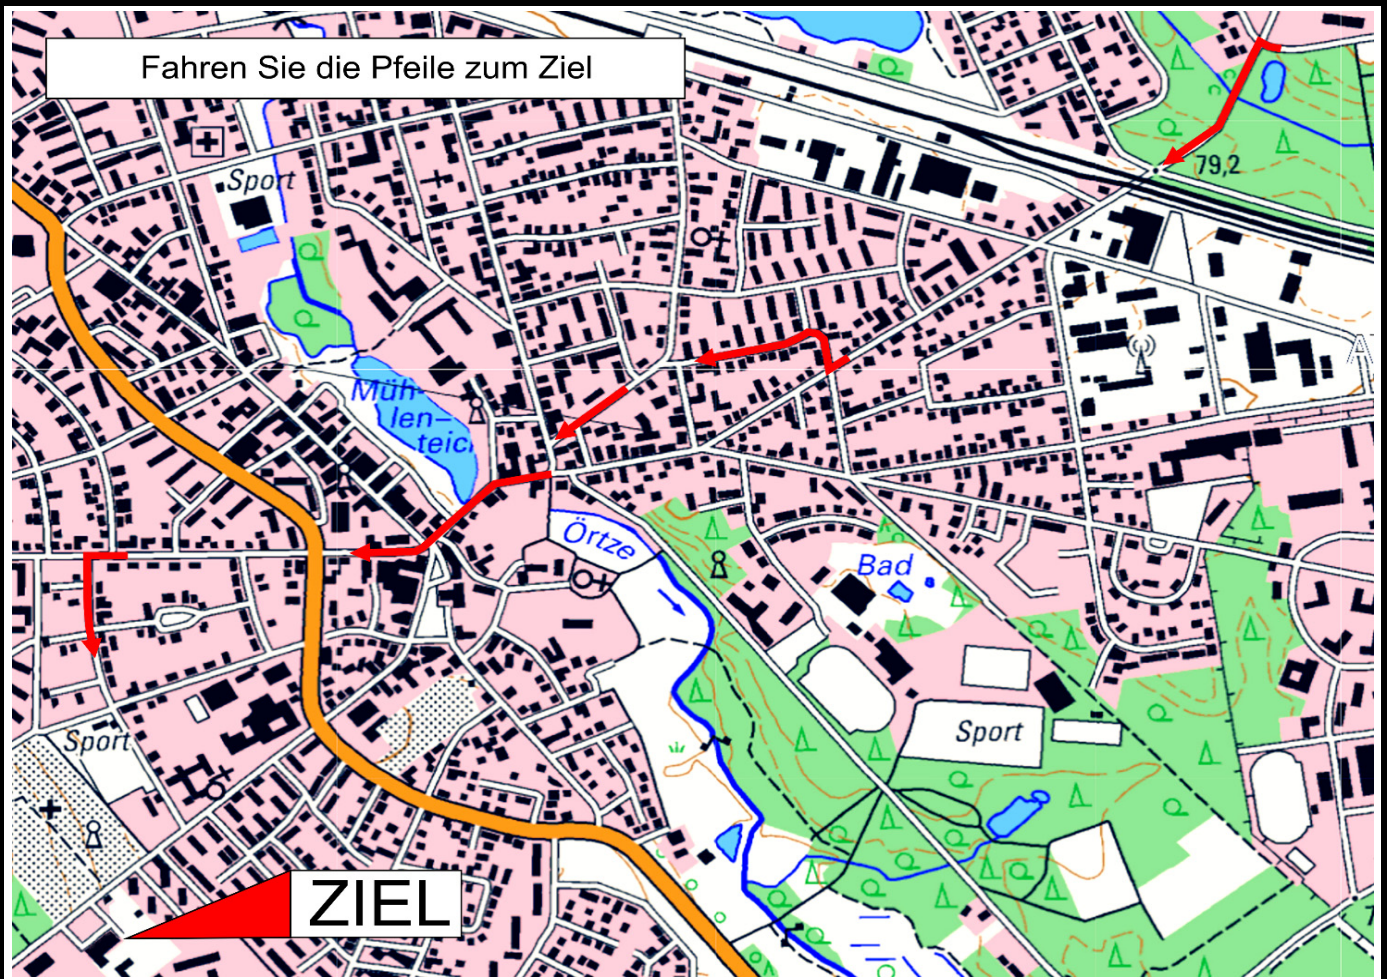 Fahren Sie die Pfeile zum Ziel
79,2
Sport
Müh-
len-
teich
Örtze
Bad
Sport
Sport
ZIEL